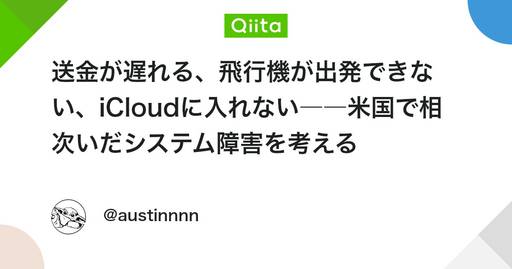 Qiita
送金が遅れる、飛行機が出発できな
い、iCloudに入れない──米国で相
次いだシステム障害を考える
@austinnnn